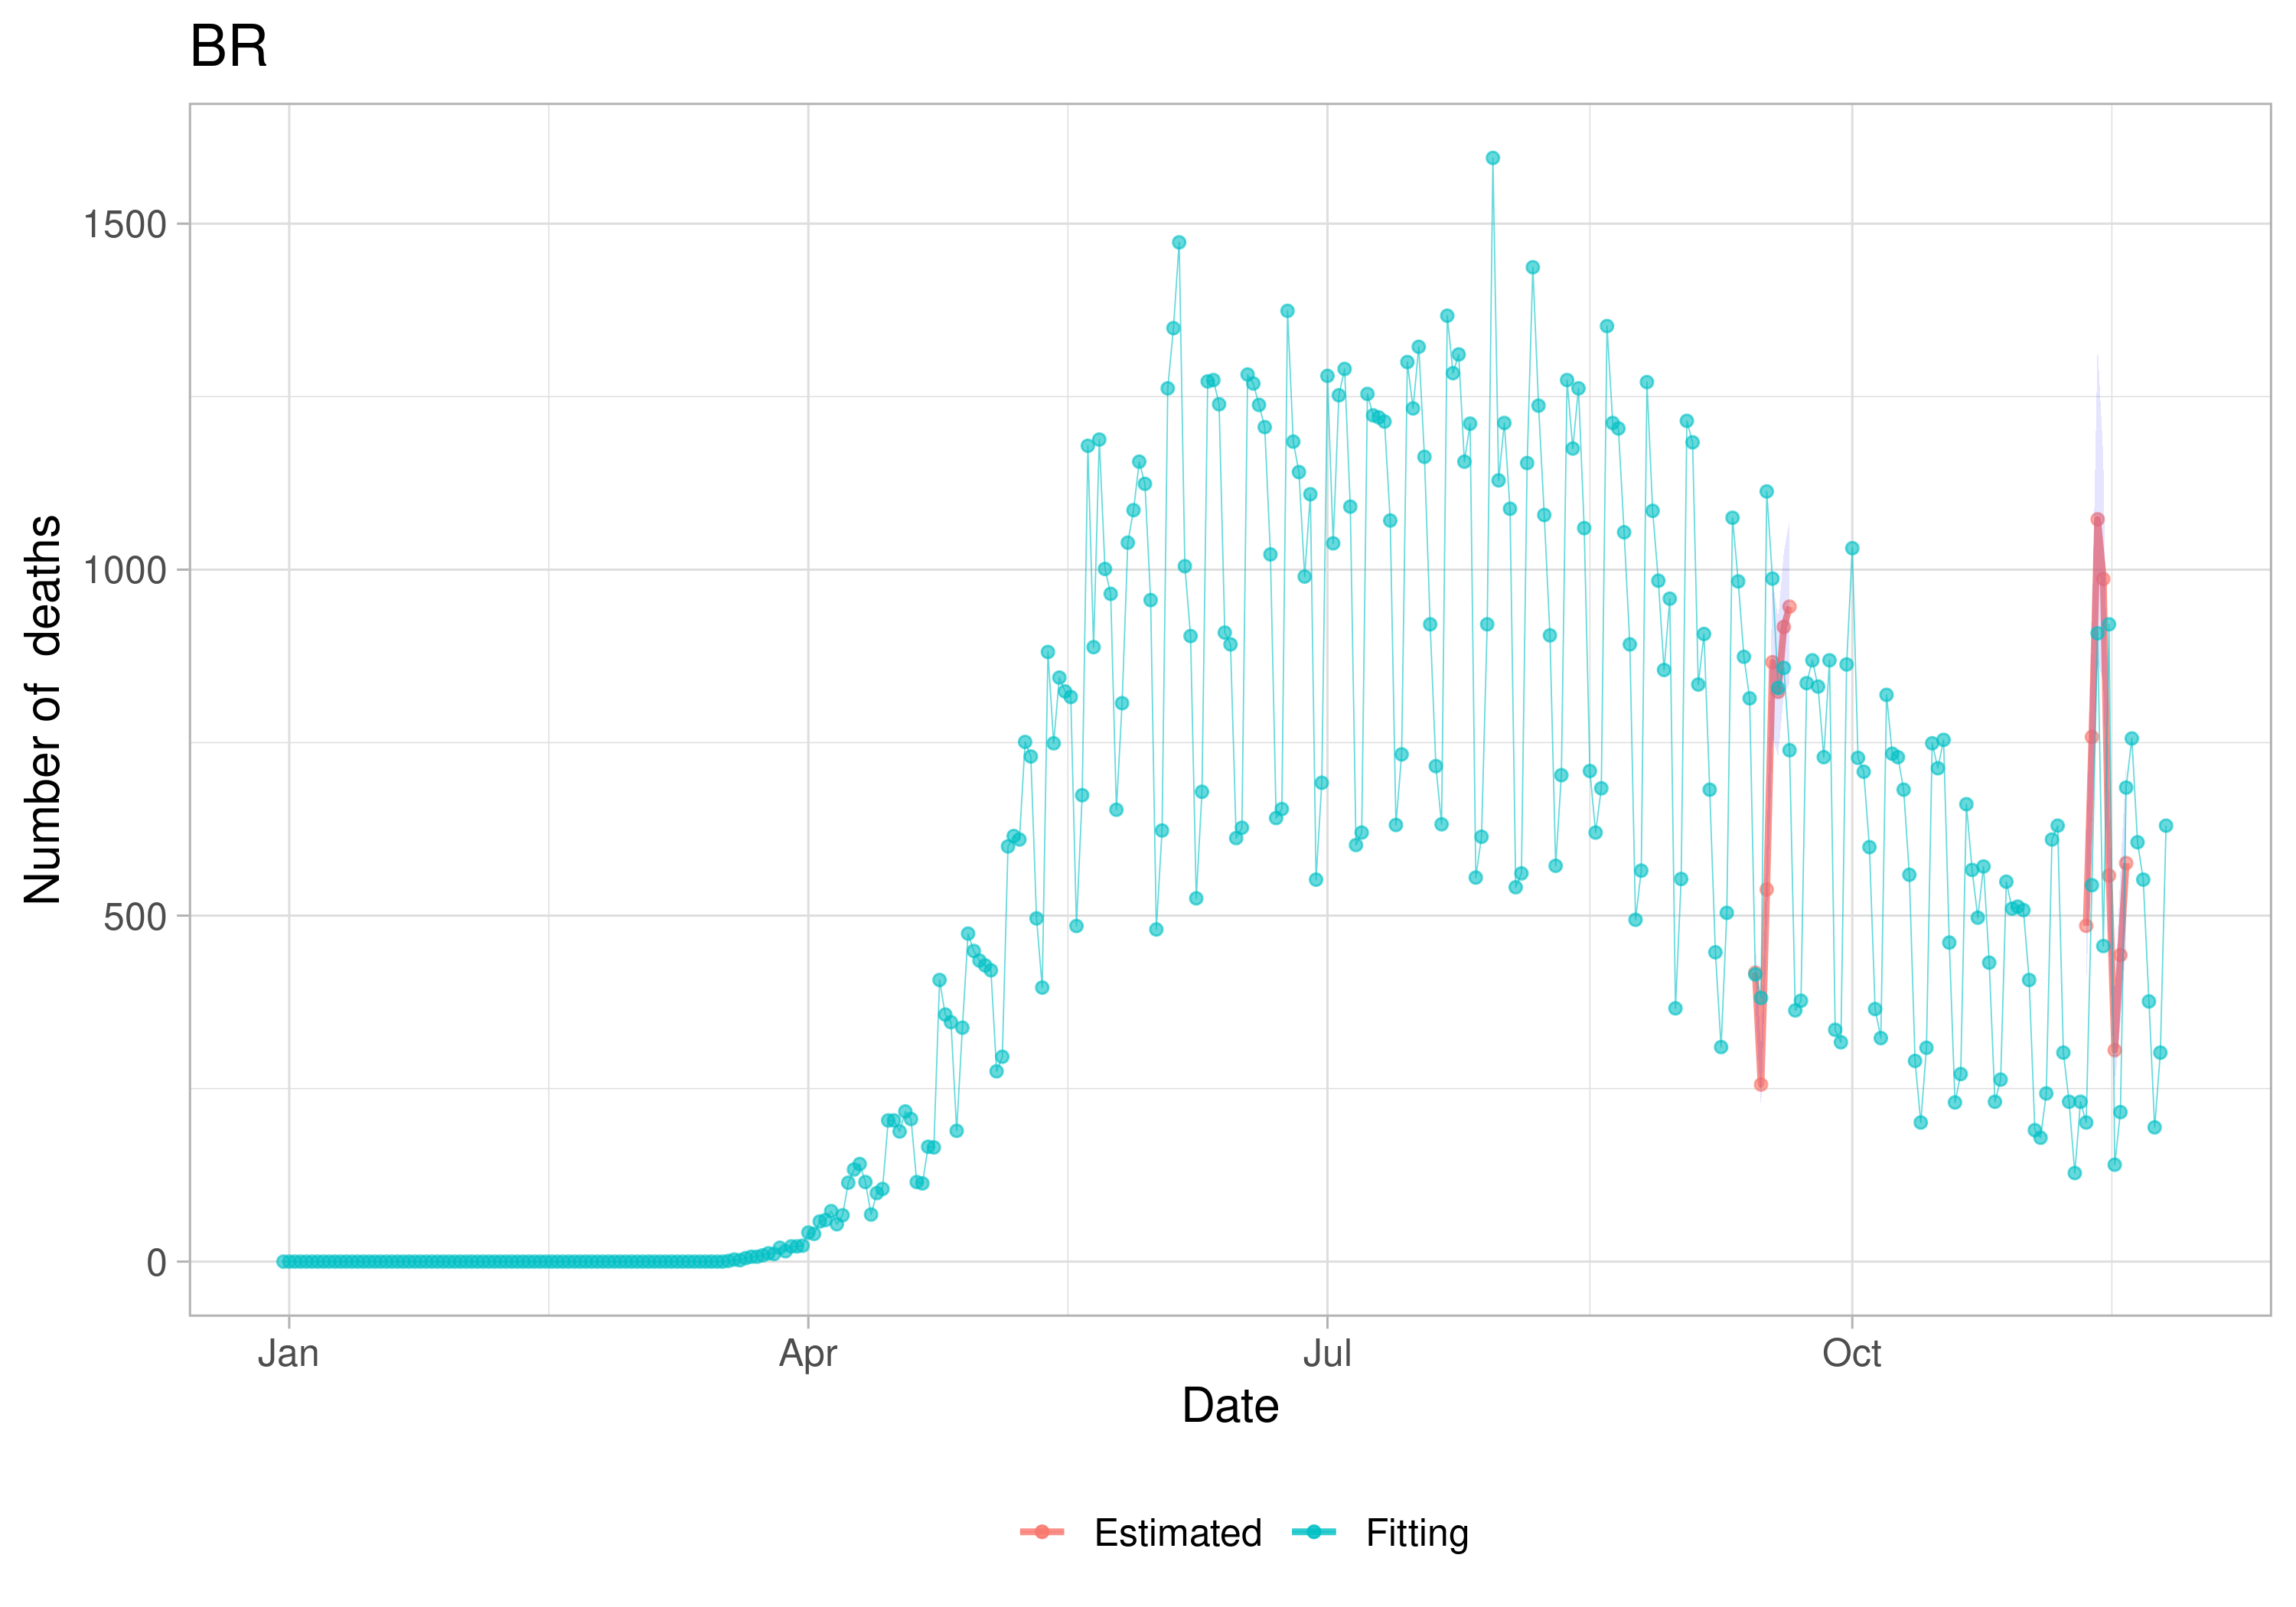 BR
Number of deaths
1500
1000
500
0
Jan Apr Jul Oct
Date
Estimated Fitting